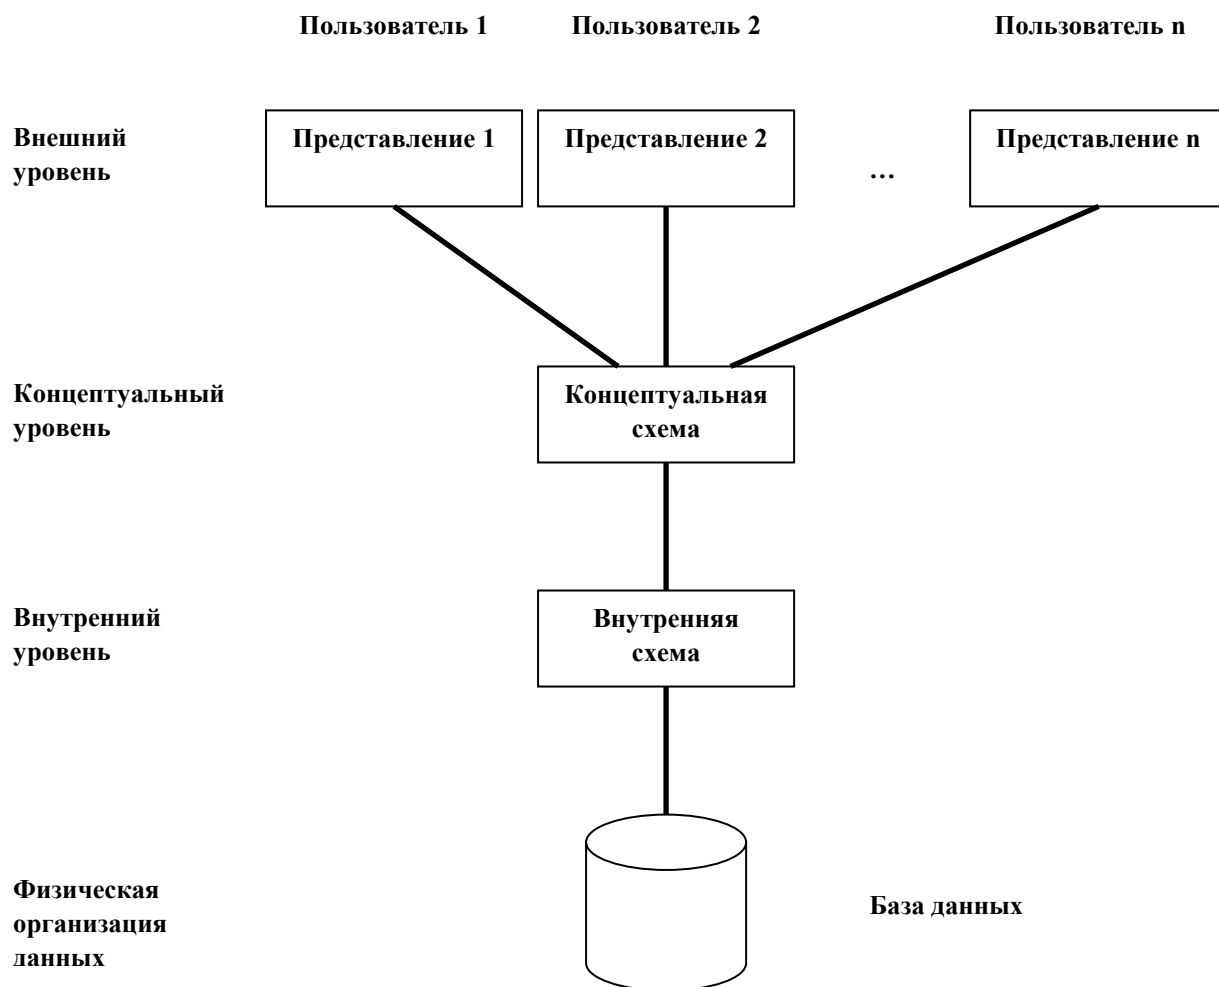 Пользователь 1 Пользователь 2 Пользователь n
Внешний
уровень
Представление 1 Представление 2 ... Представление n
Концептуальный
уровень
Концептуальная
схема
Внутренний
уровень
Внутренняя
схема
Физическая
организация
данных
База данных